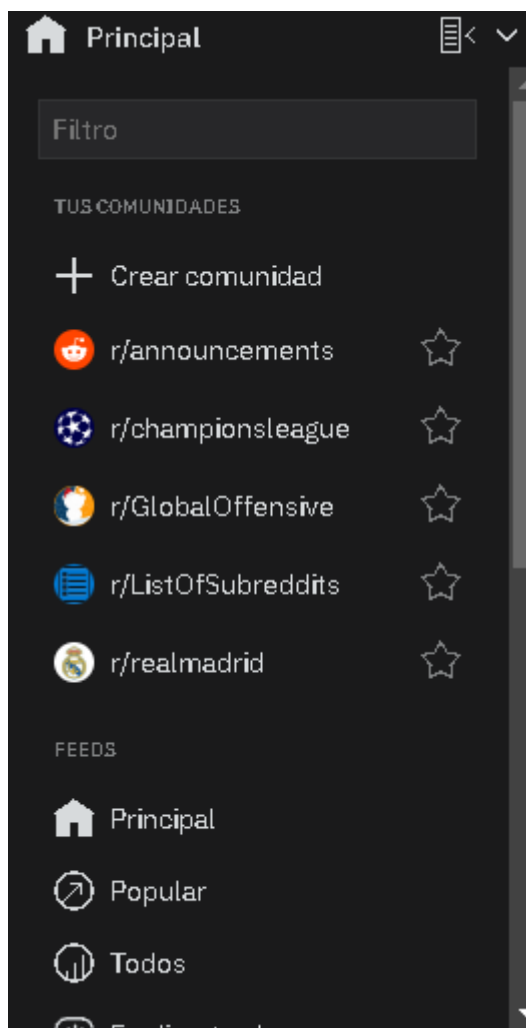 Principal
Filtro
TUS COMUNIDADES
Crear comunidad
r/announcements
r/championsleague
r/GlobalOffensive
r/ListOfSubreddits
r/realmadrid
FEEDS
Principal
Popular
Todos